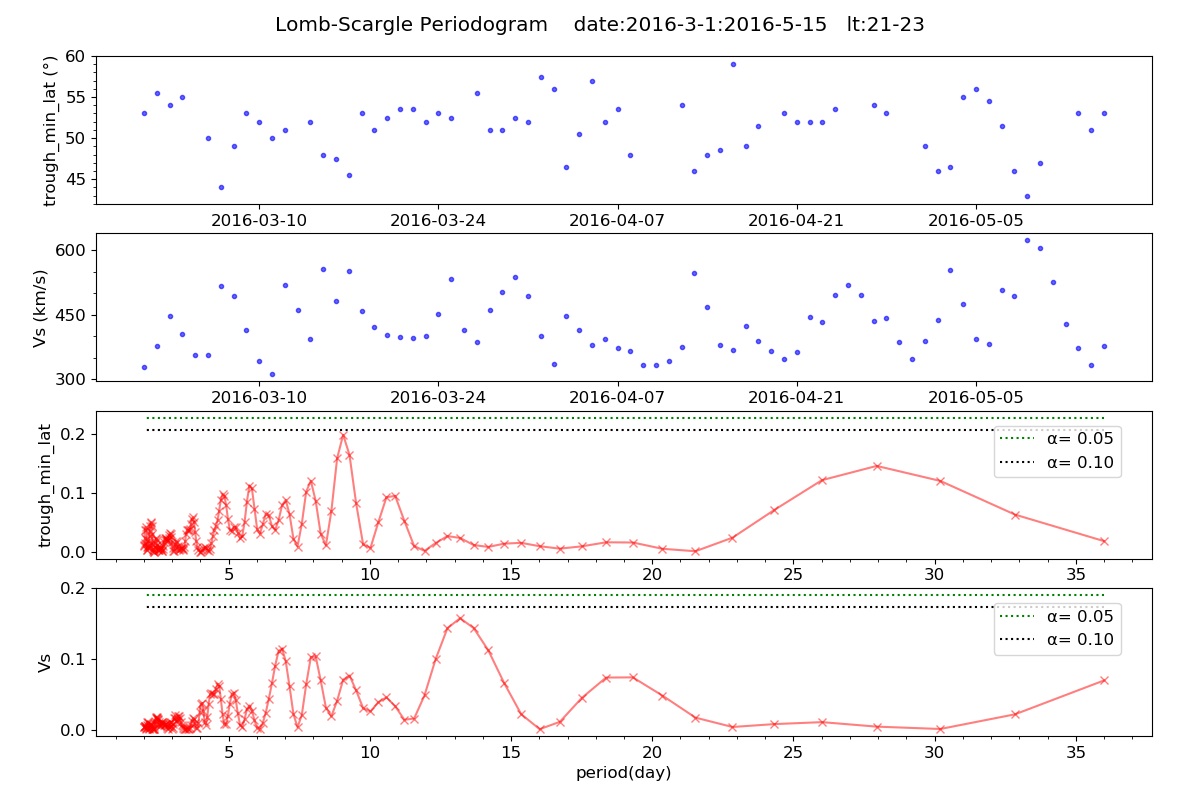 Lomb-Scargle Periodogram    date:2016-3-1:2016-5-15   lt:21-23
trough_min_lat (°)
60
55
50
45
2016-03-10 2016-03-24 2016-04-07 2016-04-21 2016-05-05
Vs (km/s)
600
450
300
2016-03-10 2016-03-24 2016-04-07 2016-04-21 2016-05-05
trough_min_lat
0.2
0.1
0.0
α= 0.05
α= 0.10
5 10 15 20 25 30 35
Vs
0.2
0.1
0.0
α= 0.05
α= 0.10
5 10 15 20 25 30 35
period(day)